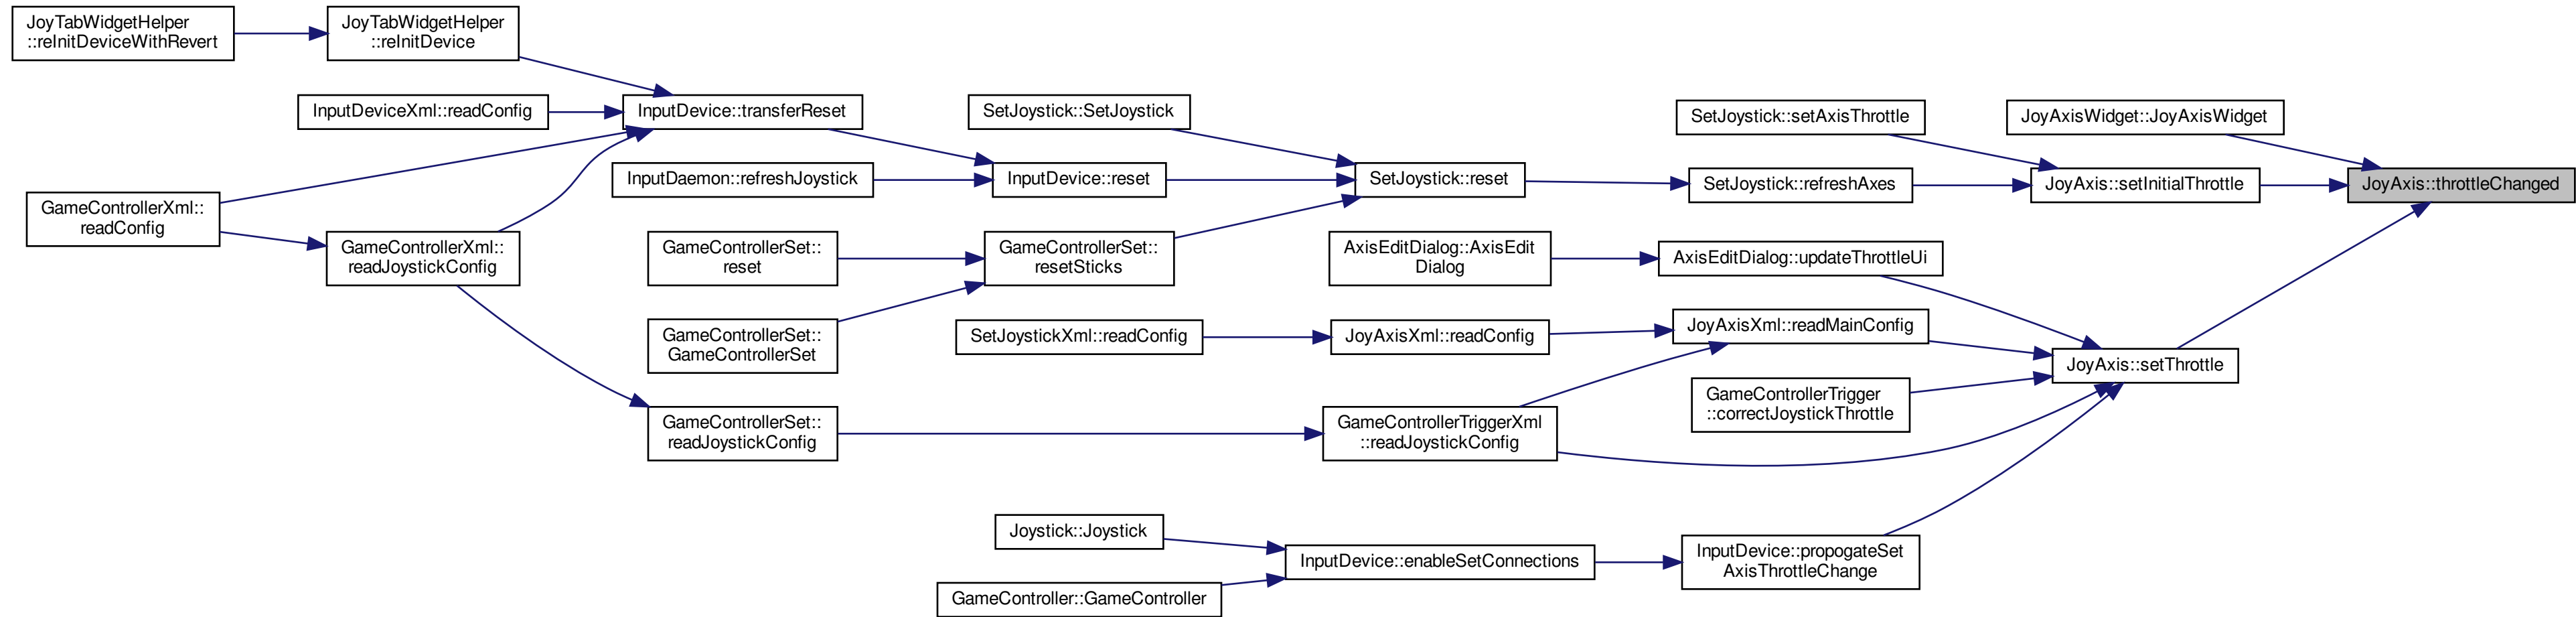 JoyTabWidgetHelper
::reInitDeviceWithRevert
JoyTabWidgetHelper
::reInitDevice
InputDeviceXml::readConfig
InputDevice::transferReset
SetJoystick::SetJoystick
SetJoystick::setAxisThrottle
JoyAxisWidget::JoyAxisWidget
InputDaemon::refreshJoystick
InputDevice::reset
SetJoystick::reset
SetJoystick::refreshAxes
JoyAxis::setInitialThrottle
JoyAxis::throttleChanged
GameControllerXml::
readConfig
GameControllerXml::
readJoystickConfig
GameControllerSet::
reset
GameControllerSet::
resetSticks
AxisEditDialog::AxisEdit
Dialog
AxisEditDialog::updateThrottleUi
GameControllerSet::
GameControllerSet
SetJoystickXml::readConfig
JoyAxisXml::readConfig
JoyAxisXml::readMainConfig
JoyAxis::setThrottle
GameControllerTrigger
::correctJoystickThrottle
GameControllerSet::
readJoystickConfig
GameControllerTriggerXml
::readJoystickConfig
Joystick::Joystick
InputDevice::enableSetConnections
InputDevice::propogateSet
AxisThrottleChange
GameController::GameController